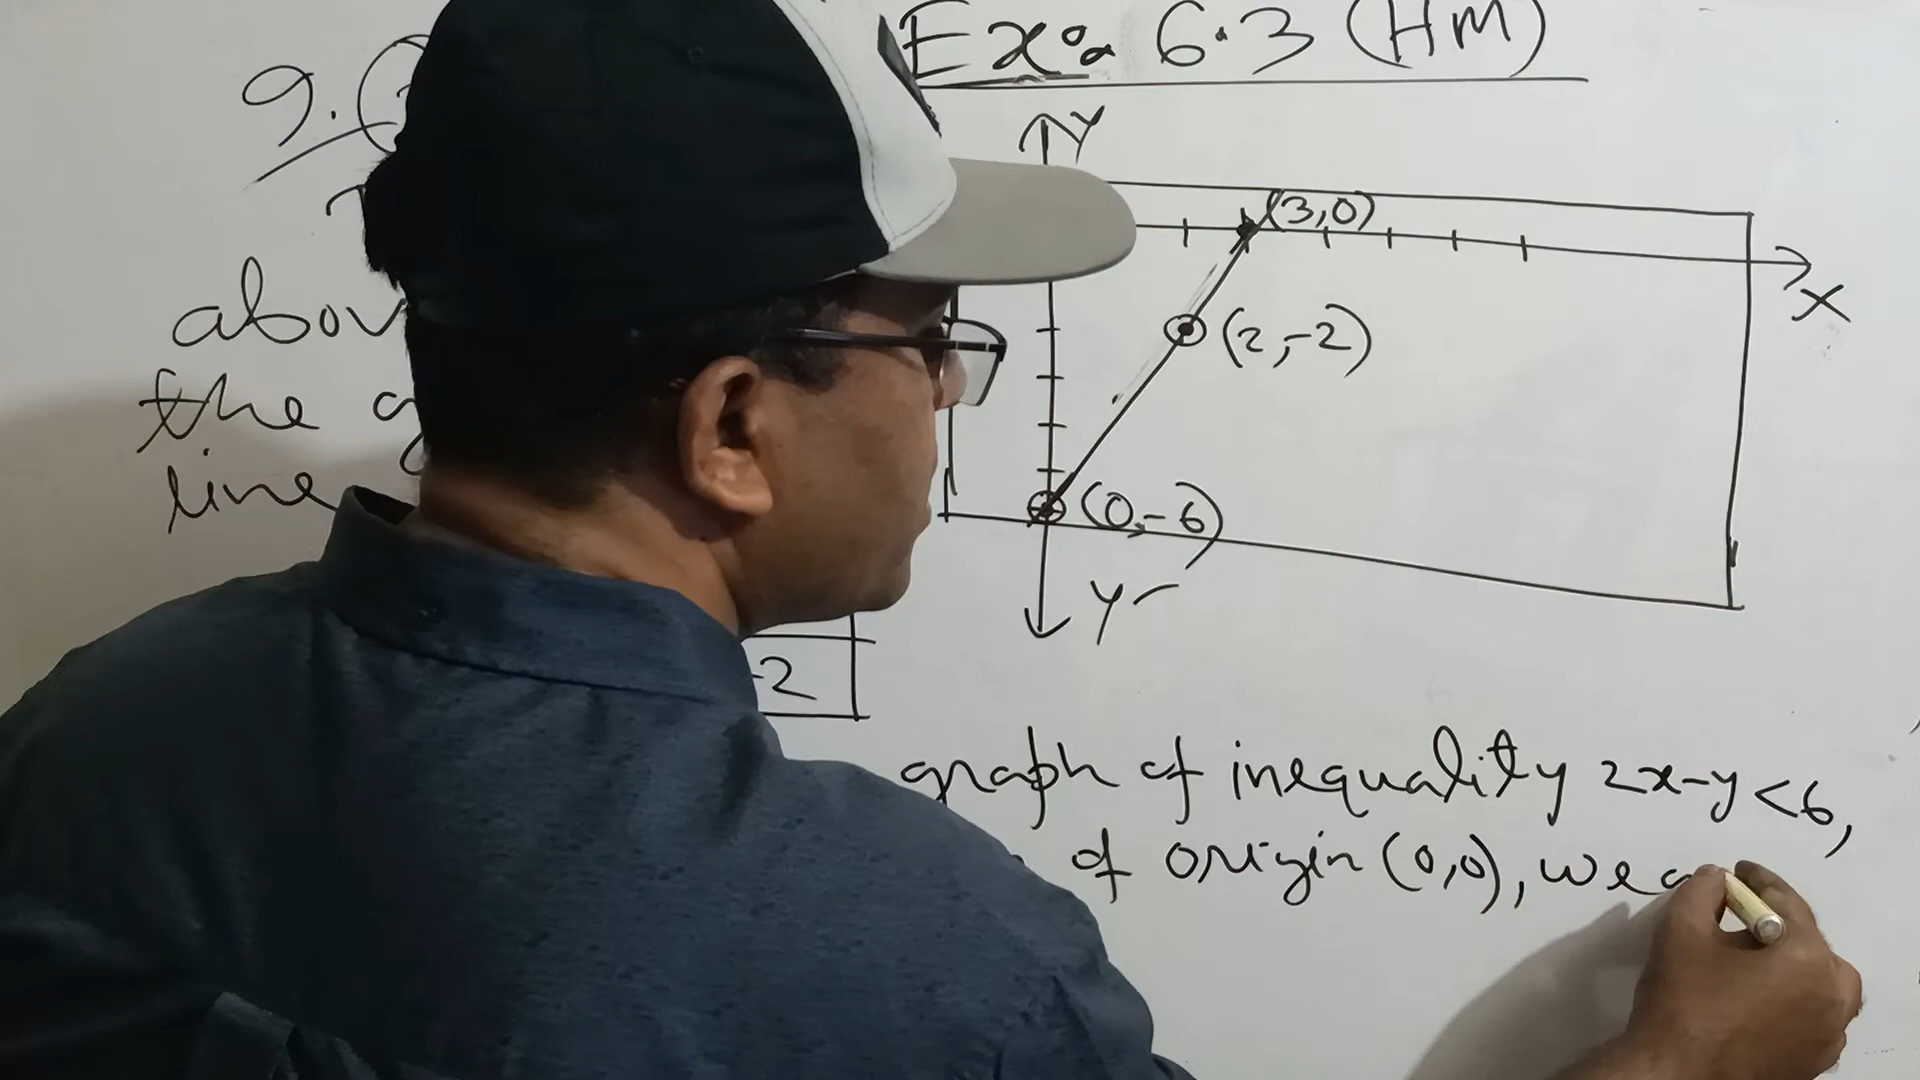 Ex: 6.3 (HM)
9.
Y
(3,0)
X
(2,-2)
(0,-6)
Y-
the
line
-2
graph of inequality 2x-y<6,
of origin (0,0), we